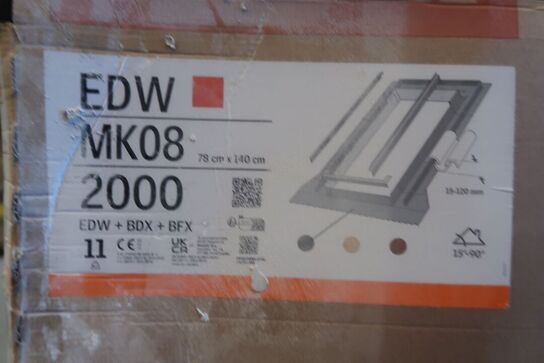 EDW
MK08 78 cm x 140 cm
2000
EDW + BDX + BFX
11 CE UK CA
15-120 mm
15°-90°